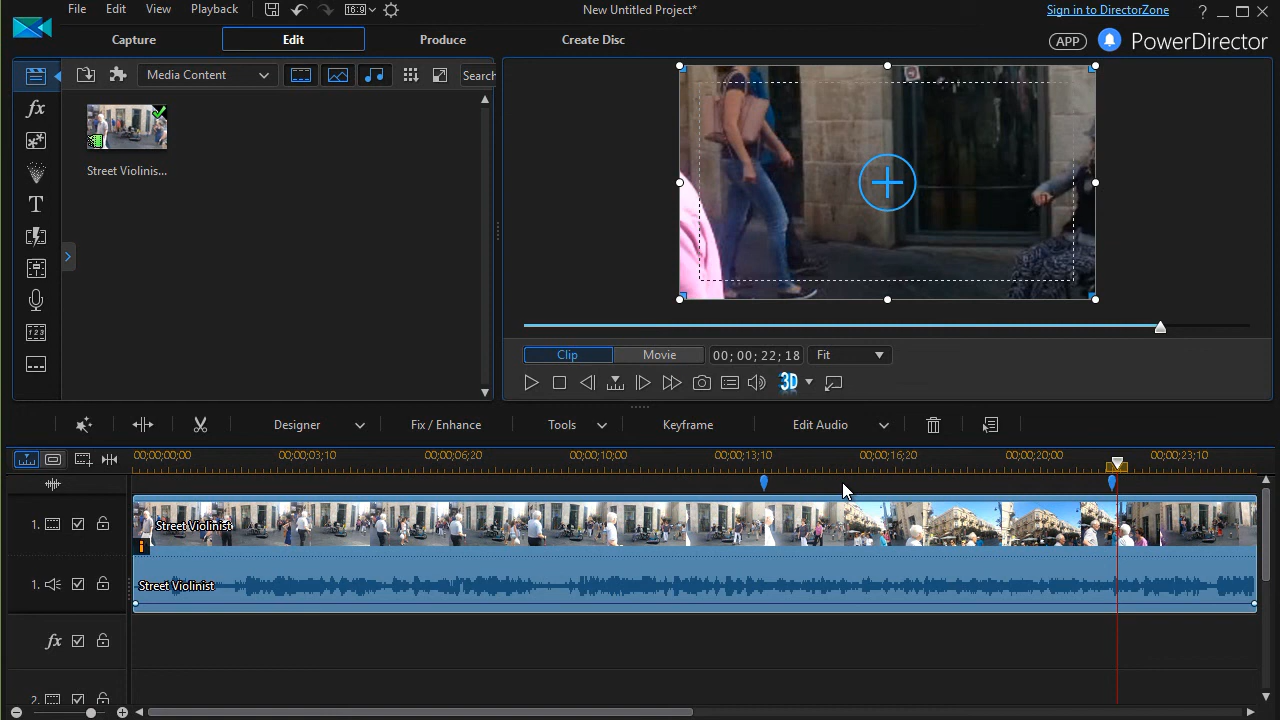 File Edit View Playback 16:9 New Untitled Project* Sign in to DirectorZone ?
Capture Edit Produce Create Disc APP PowerDirector
Media Content Search
fx
Street Violinis...
T
Clip Movie 00; 00; 22; 18 Fit
3D
Designer Fix / Enhance Tools Keyframe Edit Audio
00;00;00;00 00;00;03;10 00;00;06;20 00;00;10;00 00;00;13;10 00;00;16;20 00;00;20;00 00;00;23;10
1. Street Violinist
i
1. Street Violinist
fx
2.